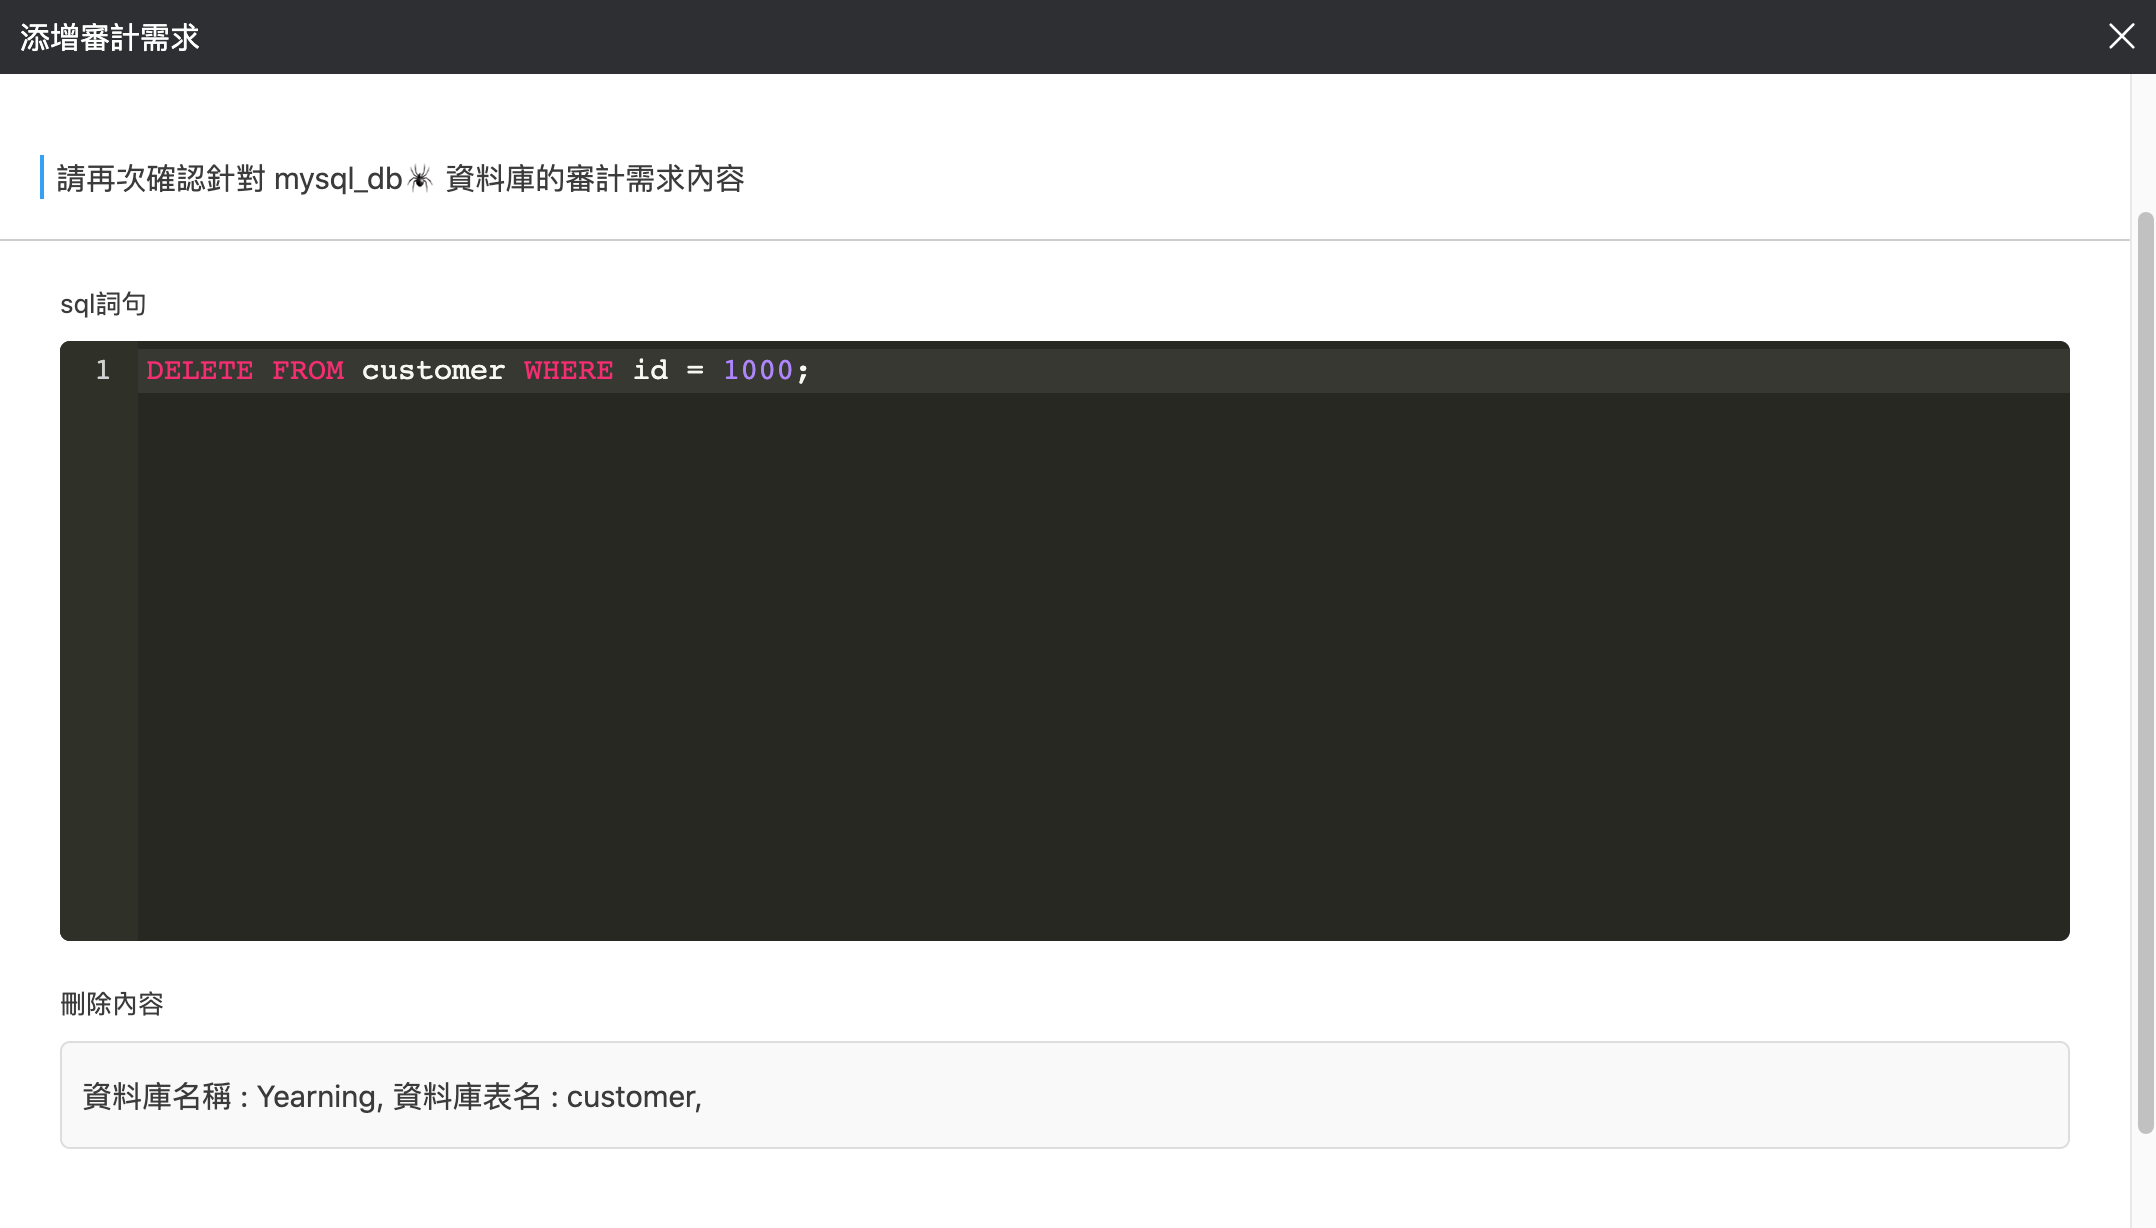 添增審計需求
請再次確認針對 mysql_db🕷 資料庫的審計需求內容
sql詞句
1 DELETE FROM customer WHERE id = 1000;
刪除內容
資料庫名稱 : Yearning, 資料庫表名 : customer,